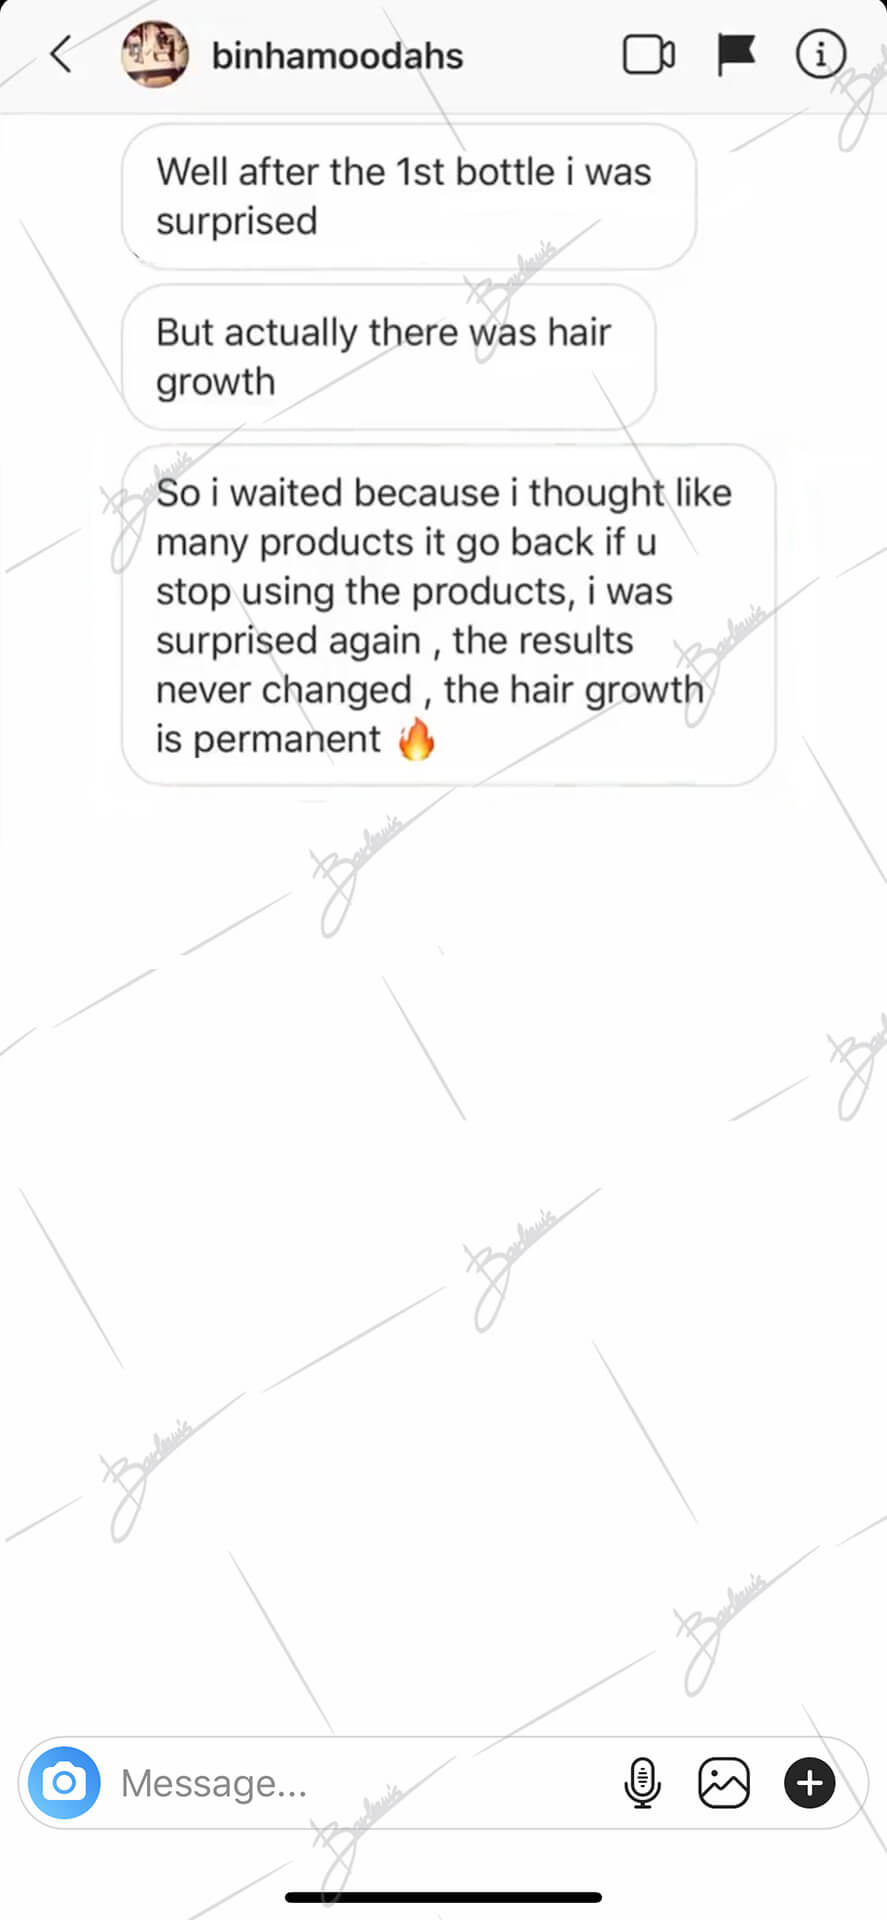 binhamoodahs
Well after the 1st bottle i was
surprised
But actually there was hair
growth
So i waited because i thought like
many products it go back if u
stop using the products, i was
surprised again , the results
never changed , the hair growth
is permanent 🔥
Message...